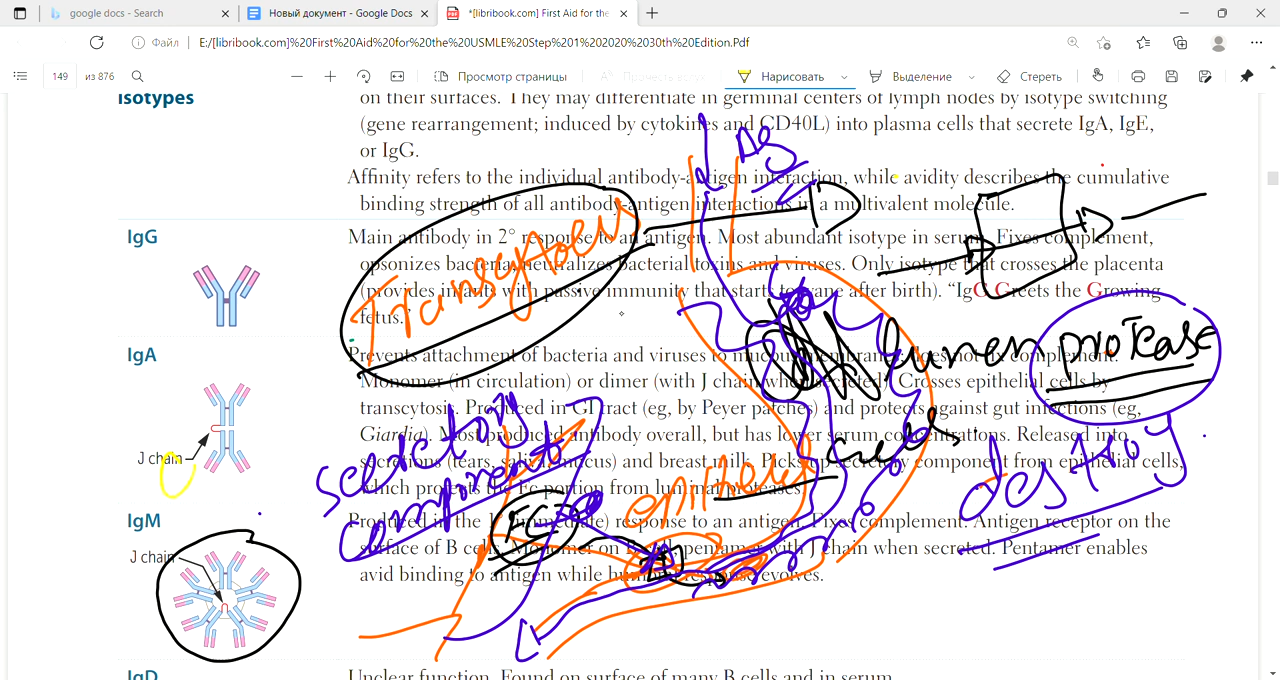 google docs - Search
Новый документ - Google Docs
*[libribook.com] First Aid for the
Файл
E:/[libribook.com]%20First%20Aid%20for%20the%20USMLE%20Step%201%202020%2030th%20Edition.Pdf
149 из 876
Просмотр страницы
Нарисовать
Выделение
Стереть
isotypes
on their surfaces. They may differentiate in germinal centers of lymph nodes by isotype switching
(gene rearrangement; induced by cytokines and CD40L) into plasma cells that secrete IgA, IgE,
or IgG.
Affinity refers to the individual antibody-antigen interaction, while avidity describes the cumulative
binding strength of all antibody-antigen interactions in a multivalent molecule.
Ag
IgG
Main antibody in 2° response to an antigen. Most abundant isotype in serum. Fixes complement,
opsonizes bacteria, neutralizes bacterial toxins and viruses. Only isotype that crosses the placenta
(provides infants with passive immunity that starts to wane after birth). “IgG Greets the Growing
fetus.”
lumen protease
IgA
Prevents attachment of bacteria and viruses to mucous membranes; does not fix complement.
Monomer (in circulation) or dimer (with J chain when secreted). Crosses epithelial cells by
transcytosis. Produced in GI tract (eg, by Peyer patches) and protects against gut infections (eg,
Giardia). Most produced antibody overall, but has lower serum concentrations. Released into
secretions (tears, saliva, mucus) and breast milk. Picks up secretory component from epithelial cells,
which protects the Fc portion from luminal proteases.
J chain
destroy
FC
IgM
Produced in the 1° (immediate) response to an antigen. Fixes complement. Antigen receptor on the
surface of B cells. Monomer on B cell, pentamer with J chain when secreted. Pentamer enables
avid binding to antigen while humoral response evolves.
J chain
IgD
Unclear function. Found on surface of many B cells and in serum.